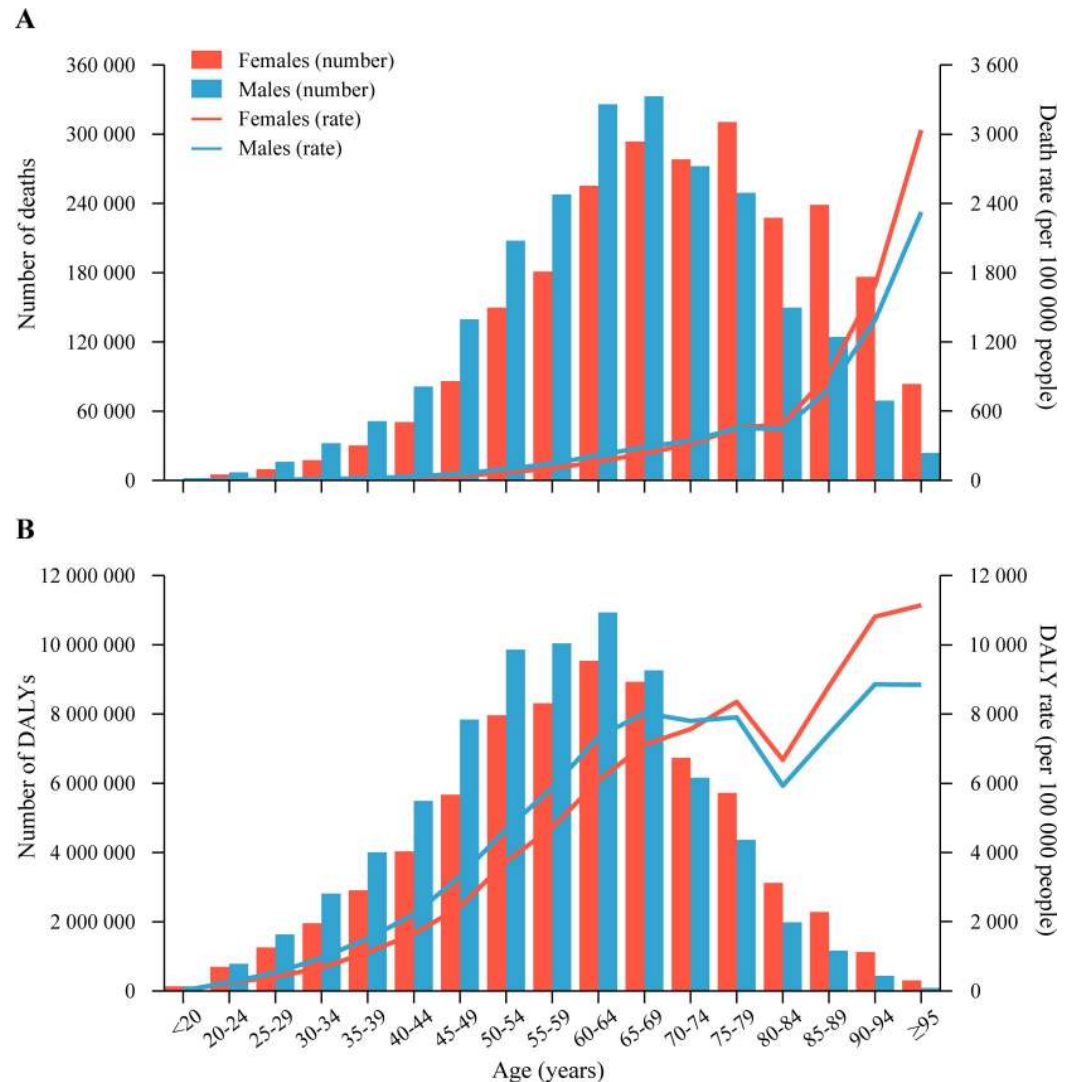 A
Females (number)
Males (number)
Females (rate)
Males (rate)
360 000
300 000
240 000
180 000
120 000
60 000
0
Number of deaths
3 600
3 000
2 400
1 800
1 200
600
0
Death rate (per 100 000 people)
B
12 000 000
10 000 000
8 000 000
6 000 000
4 000 000
2 000 000
0
Number of DALYs
12 000
10 000
8 000
6 000
4 000
2 000
0
DALY rate (per 100 000 people)
<20
20-24
25-29
30-34
35-39
40-44
45-49
50-54
55-59
60-64
65-69
70-74
75-79
80-84
85-89
90-94
≥95
Age (years)